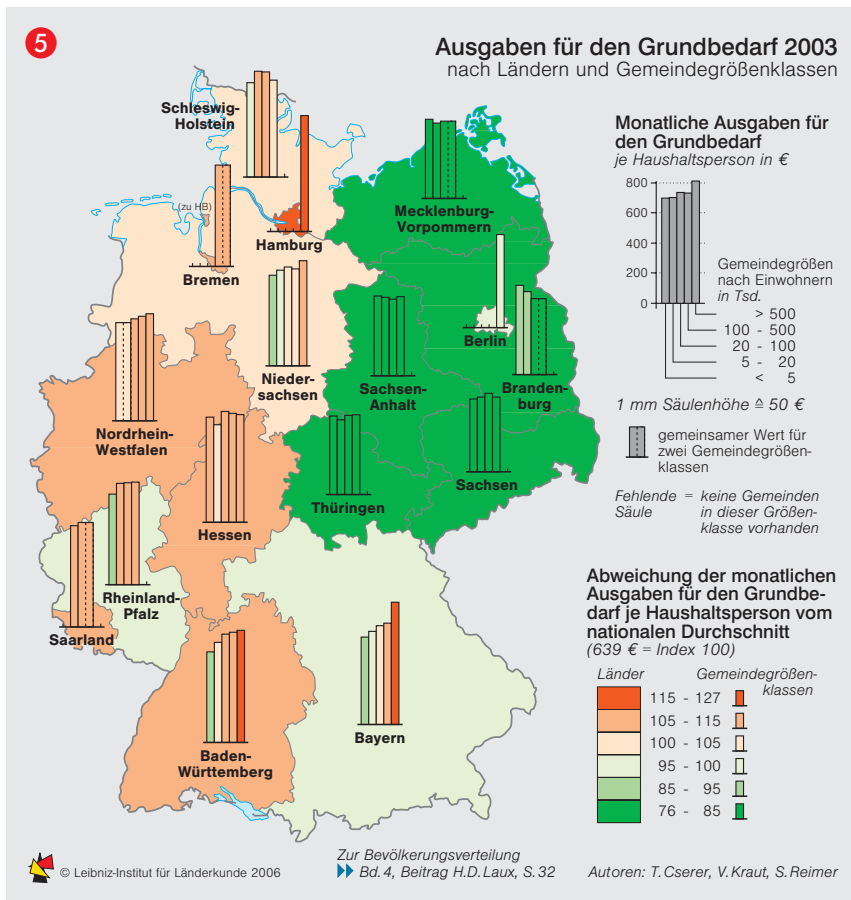 5
Ausgaben für den Grundbedarf 2003
nach Ländern und Gemeindegrößenklassen
Schleswig-
Holstein
(zu HB)
Hamburg
Bremen
Mecklenburg-
Vorpommern
Berlin
Nieder-
sachsen
Sachsen-
Anhalt
Branden-
burg
Nordrhein-
Westfalen
Sachsen
Thüringen
Hessen
Rheinland-
Pfalz
Saarland
Bayern
Baden-
Württemberg
Monatliche Ausgaben für
den Grundbedarf
je Haushaltsperson in €
800
600
400
200
0
Gemeindegrößen
nach Einwohnern
in Tsd.
> 500
100 - 500
20 - 100
5 - 20
< 5
1 mm Säulenhöhe ≙ 50 €
gemeinsamer Wert für
zwei Gemeindegrößen-
klassen
Fehlende = keine Gemeinden
Säule in dieser Größen-
klasse vorhanden
Abweichung der monatlichen
Ausgaben für den Grundbe-
darf je Haushaltsperson vom
nationalen Durchschnitt
(639 € = Index 100)
Länder Gemeindegrößen-
klassen
115 - 127
105 - 115
100 - 105
95 - 100
85 - 95
76 - 85
© Leibniz-Institut für Länderkunde 2006
Zur Bevölkerungsverteilung
Bd. 4, Beitrag H.D. Laux, S. 32
Autoren: T. Cserer, V. Kraut, S. Reimer